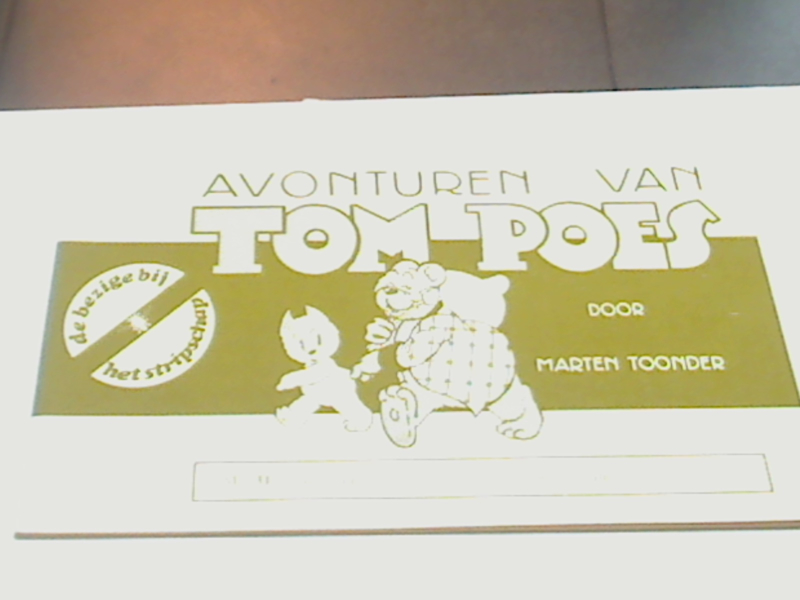 AVONTUREN VAN
TOM POES
de bezige bij
het stripschap
DOOR
MARTEN TOONDER